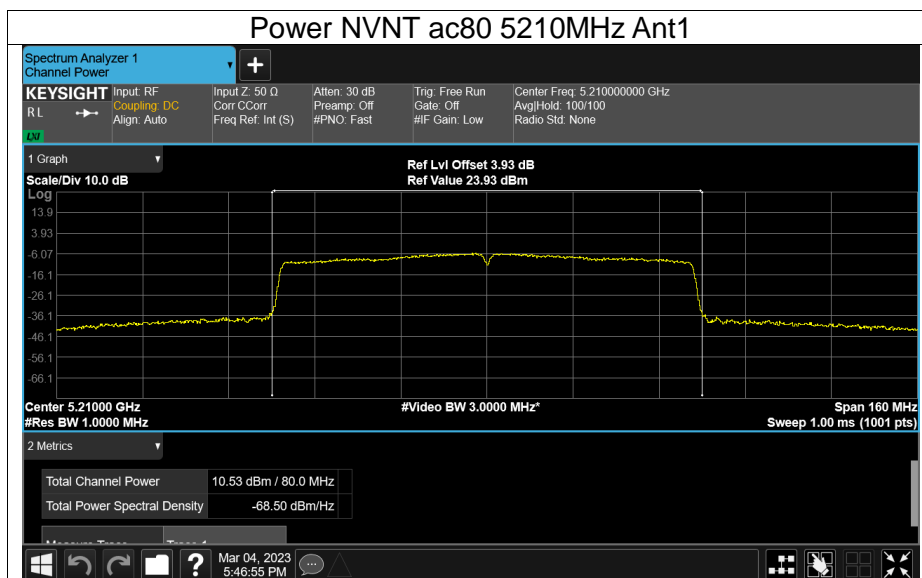 Power NVNT ac80 5210MHz Ant1
Spectrum Analyzer 1
Channel Power
KEYSIGHT
R L
LXI
Input: RF
Coupling: DC
Align: Auto
Input Z: 50 Ω
Corr CCorr
Freq Ref: Int (S)
Atten: 30 dB
Preamp: Off
#PNO: Fast
Trig: Free Run
Gate: Off
#IF Gain: Low
Center Freq: 5.210000000 GHz
Avg|Hold: 100/100
Radio Std: None
1 Graph
Scale/Div 10.0 dB
Ref Lvl Offset 3.93 dB
Ref Value 23.93 dBm
Log
13.9
3.93
-6.07
-16.1
-26.1
-36.1
-46.1
-56.1
-66.1
Center 5.21000 GHz
#Res BW 1.0000 MHz
#Video BW 3.0000 MHz*
Span 160 MHz
Sweep 1.00 ms (1001 pts)
2 Metrics
Total Channel Power 10.53 dBm / 80.0 MHz
Total Power Spectral Density -68.50 dBm/Hz
Mar 04, 2023
5:46:55 PM